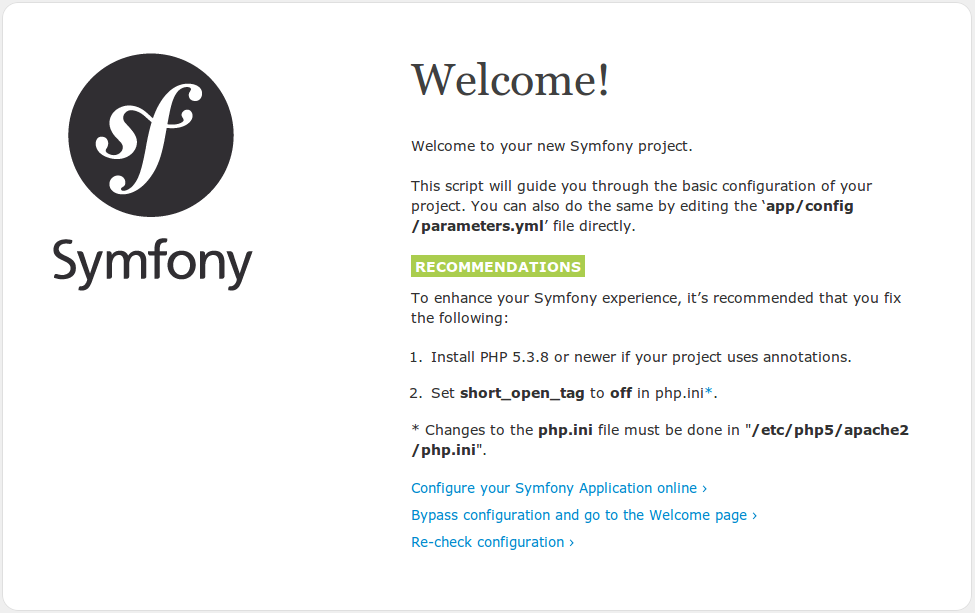 sf
Symfony
Welcome!
Welcome to your new Symfony project.
This script will guide you through the basic configuration of your
project. You can also do the same by editing the ‘app/config
/parameters.yml’ file directly.
RECOMMENDATIONS
To enhance your Symfony experience, it’s recommended that you fix
the following:
1. Install PHP 5.3.8 or newer if your project uses annotations.
2. Set short_open_tag to off in php.ini*.
* Changes to the php.ini file must be done in "/etc/php5/apache2
/php.ini".
Configure your Symfony Application online ›
Bypass configuration and go to the Welcome page ›
Re-check configuration ›